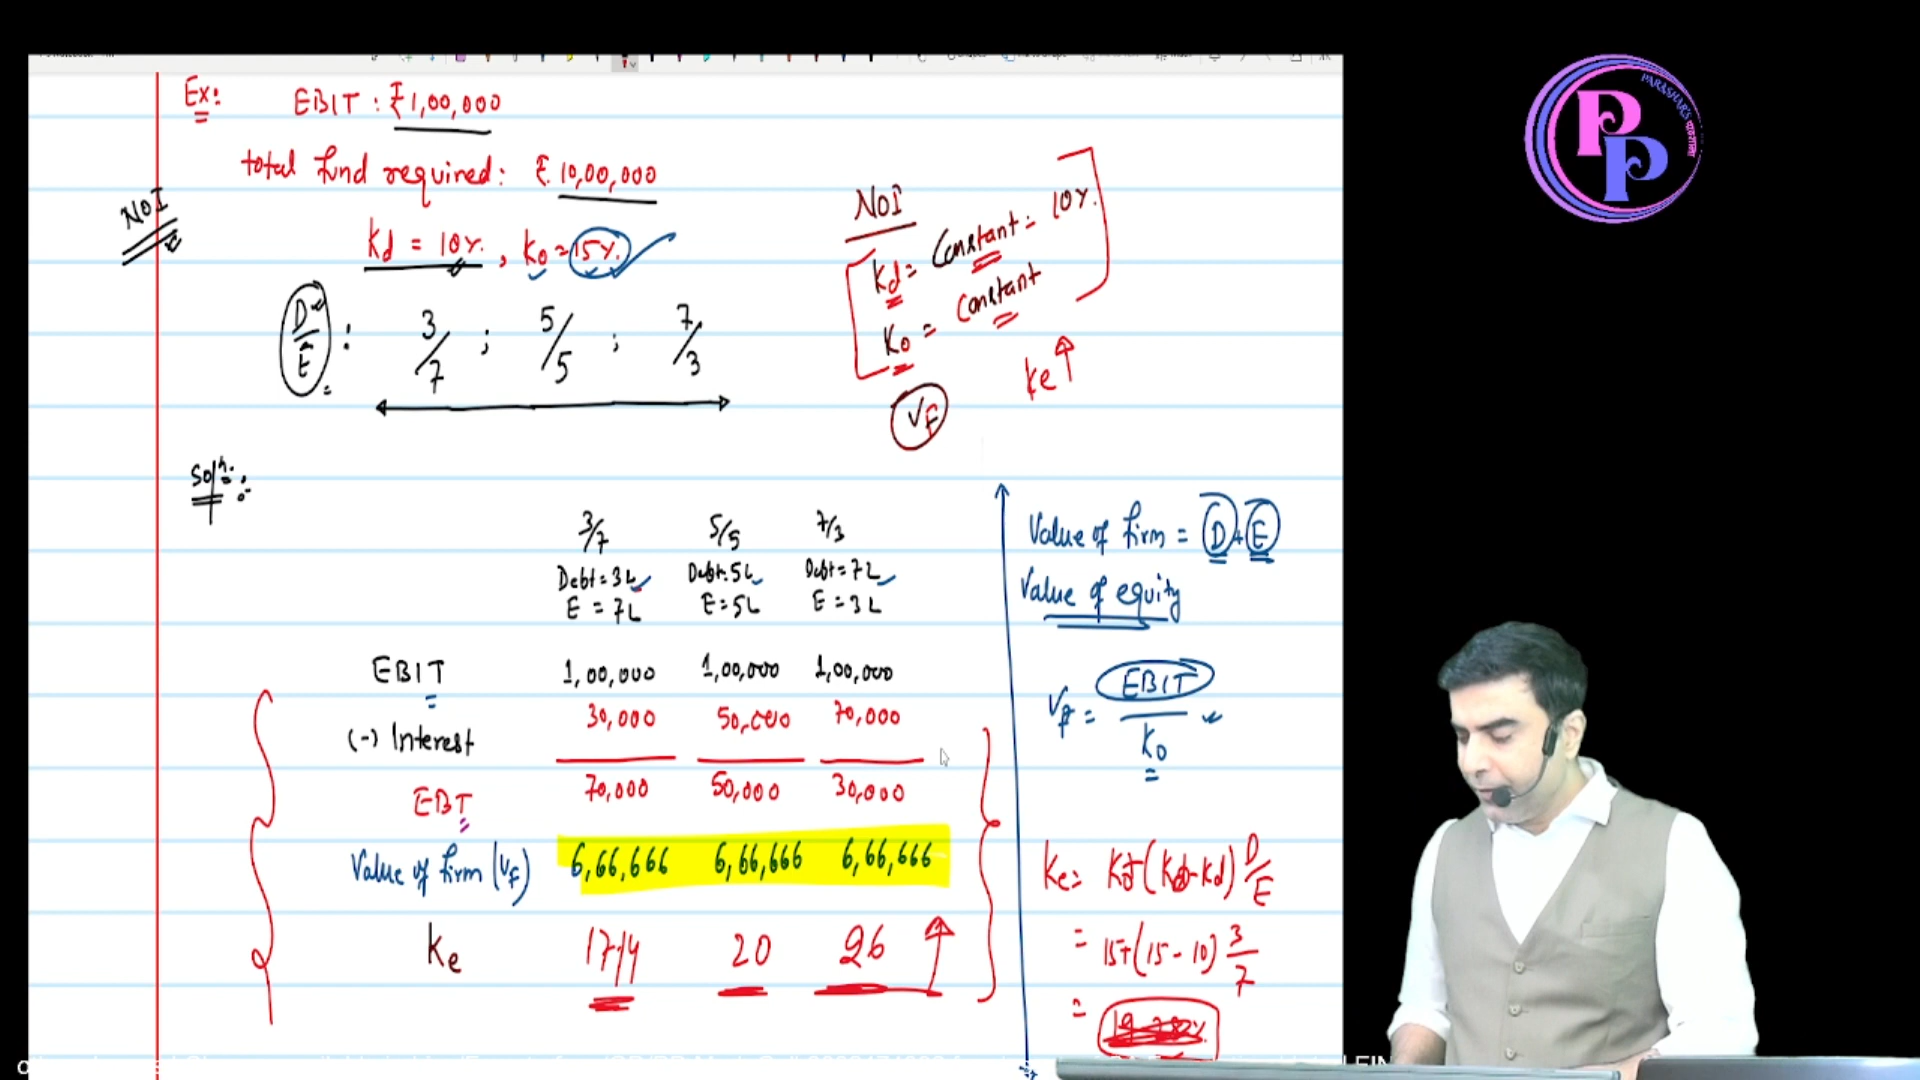 Ex:
EBIT : ₹ 1,00,000
total fund required: ₹ 10,00,000
NOI
Kd = 10%. , Ko = 15%.
D/E : 3/7 ; 5/5 ; 7/3
NOI
Kd = Constant = 10%.
Ko = Constant
Ke ↑
VF
Soln. :
3/7 5/5 7/3
Debt = 3L Debt = 5L Debt = 7L
E = 7L E = 5L E = 3L
EBIT 1,00,000 1,00,000 1,00,000
(-) Interest 30,000 50,000 70,000
EBT 70,000 50,000 30,000
Value of firm (Vf) 6,66,666 6,66,666 6,66,666
Ke 17.14 20 26 ↑
Value of firm = D + E
Value of equity
Vf = EBIT / Ko
Ke = Ko + (Ko - Kd) D/E
= 15 + (15 - 10) 3/7
=
PARASHAR'S
PP